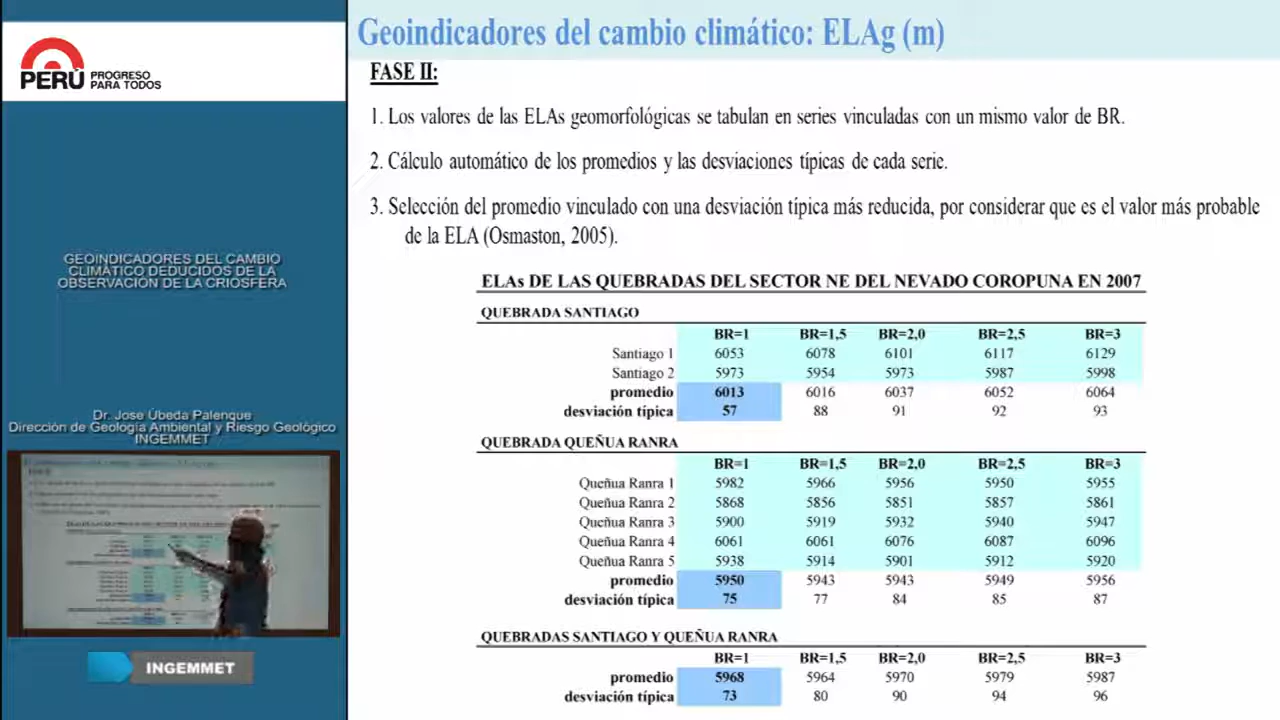 PERÚ PROGRESO PARA TODOS
GEOINDICADORES DEL CAMBIO
CLIMÁTICO DEDUCIDOS DE LA
OBSERVACIÓN DE LA CRIOSFERA
Dr. Jose Úbeda Palenque
Dirección de Geología Ambiental y Riesgo Geológico
INGEMMET
INGEMMET
Geoindicadores del cambio climático: ELAg (m)
FASE II:
1. Los valores de las ELAs geomorfológicas se tabulan en series vinculadas con un mismo valor de BR.
2. Cálculo automático de los promedios y las desviaciones típicas de cada serie.
3. Selección del promedio vinculado con una desviación típica más reducida, por considerar que es el valor más probable
de la ELA (Osmaston, 2005).
ELAs DE LAS QUEBRADAS DEL SECTOR NE DEL NEVADO COROPUNA EN 2007
QUEBRADA SANTIAGO
BR=1 BR=1,5 BR=2,0 BR=2,5 BR=3
Santiago 1 6053 6078 6101 6117 6129
Santiago 2 5973 5954 5973 5987 5998
promedio 6013 6016 6037 6052 6064
desviación típica 57 88 91 92 93
QUEBRADA QUEÑUA RANRA
BR=1 BR=1,5 BR=2,0 BR=2,5 BR=3
Queñua Ranra 1 5982 5966 5956 5950 5955
Queñua Ranra 2 5868 5856 5851 5857 5861
Queñua Ranra 3 5900 5919 5932 5940 5947
Queñua Ranra 4 6061 6061 6076 6087 6096
Queñua Ranra 5 5938 5914 5901 5912 5920
promedio 5950 5943 5943 5949 5956
desviación típica 75 77 84 85 87
QUEBRADAS SANTIAGO Y QUEÑUA RANRA
BR=1 BR=1,5 BR=2,0 BR=2,5 BR=3
promedio 5968 5964 5970 5979 5987
desviación típica 73 80 90 94 96